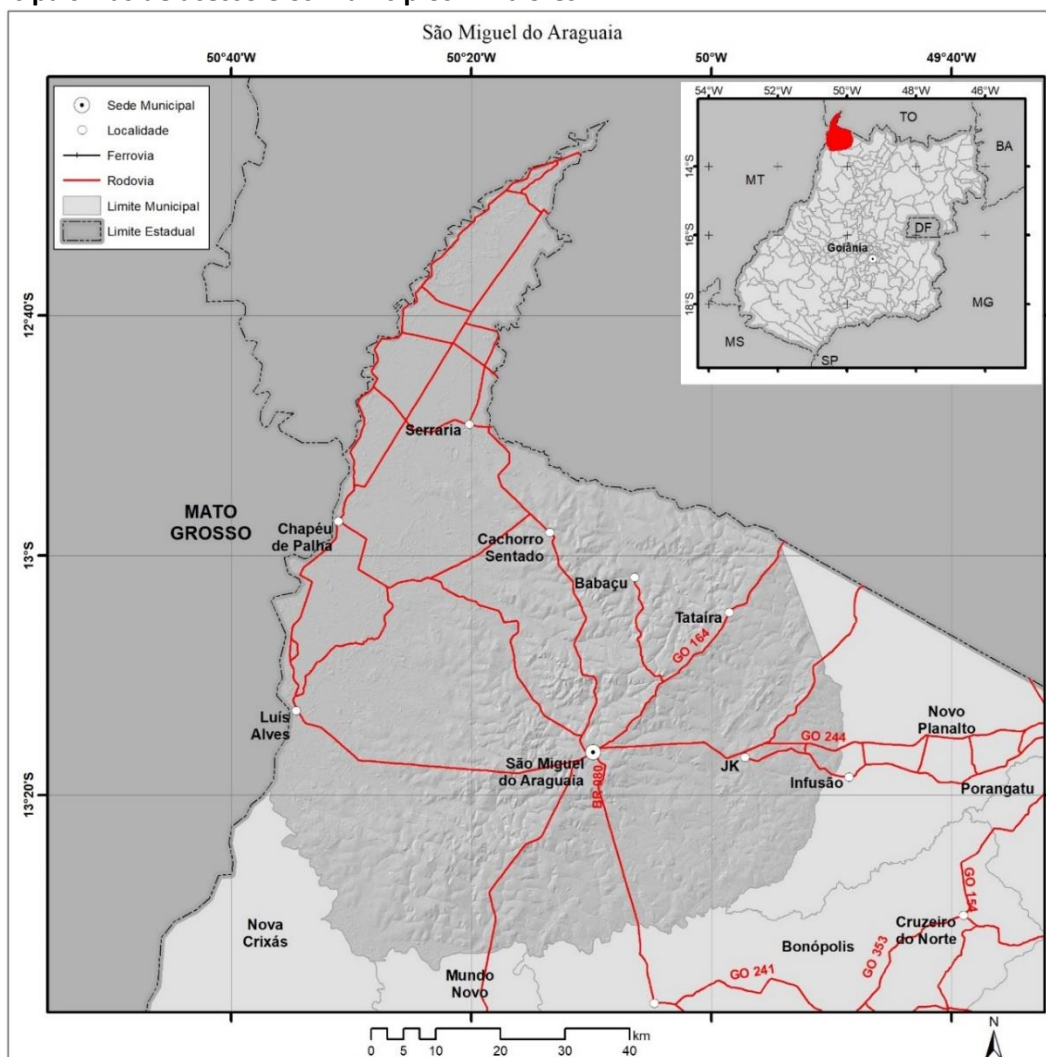 São Miguel do Araguaia
50°40'W
50°20'W
50°W
49°40'W
Sede Municipal
Localidade
Ferrovia
Rodovia
Limite Municipal
Limite Estadual
54°W
52°W
50°W
48°W
46°W
14°S
16°S
18°S
TO
BA
MT
DF
Goiânia
MG
MS
SP
12°40'S
13°S
13°20'S
Serraria
MATO
GROSSO
Chapéu
de Palha
Cachorro
Sentado
Babaçu
Tataíra
GO 164
Luís
Alves
São Miguel
do Araguaia
BR 080
GO 244
JK
Infusão
Novo
Planalto
Porangatu
GO 154
Nova
Crixás
Mundo
Novo
Bonópolis
Cruzeiro
do Norte
GO 353
GO 241
km
0 5 10 20 30 40
N